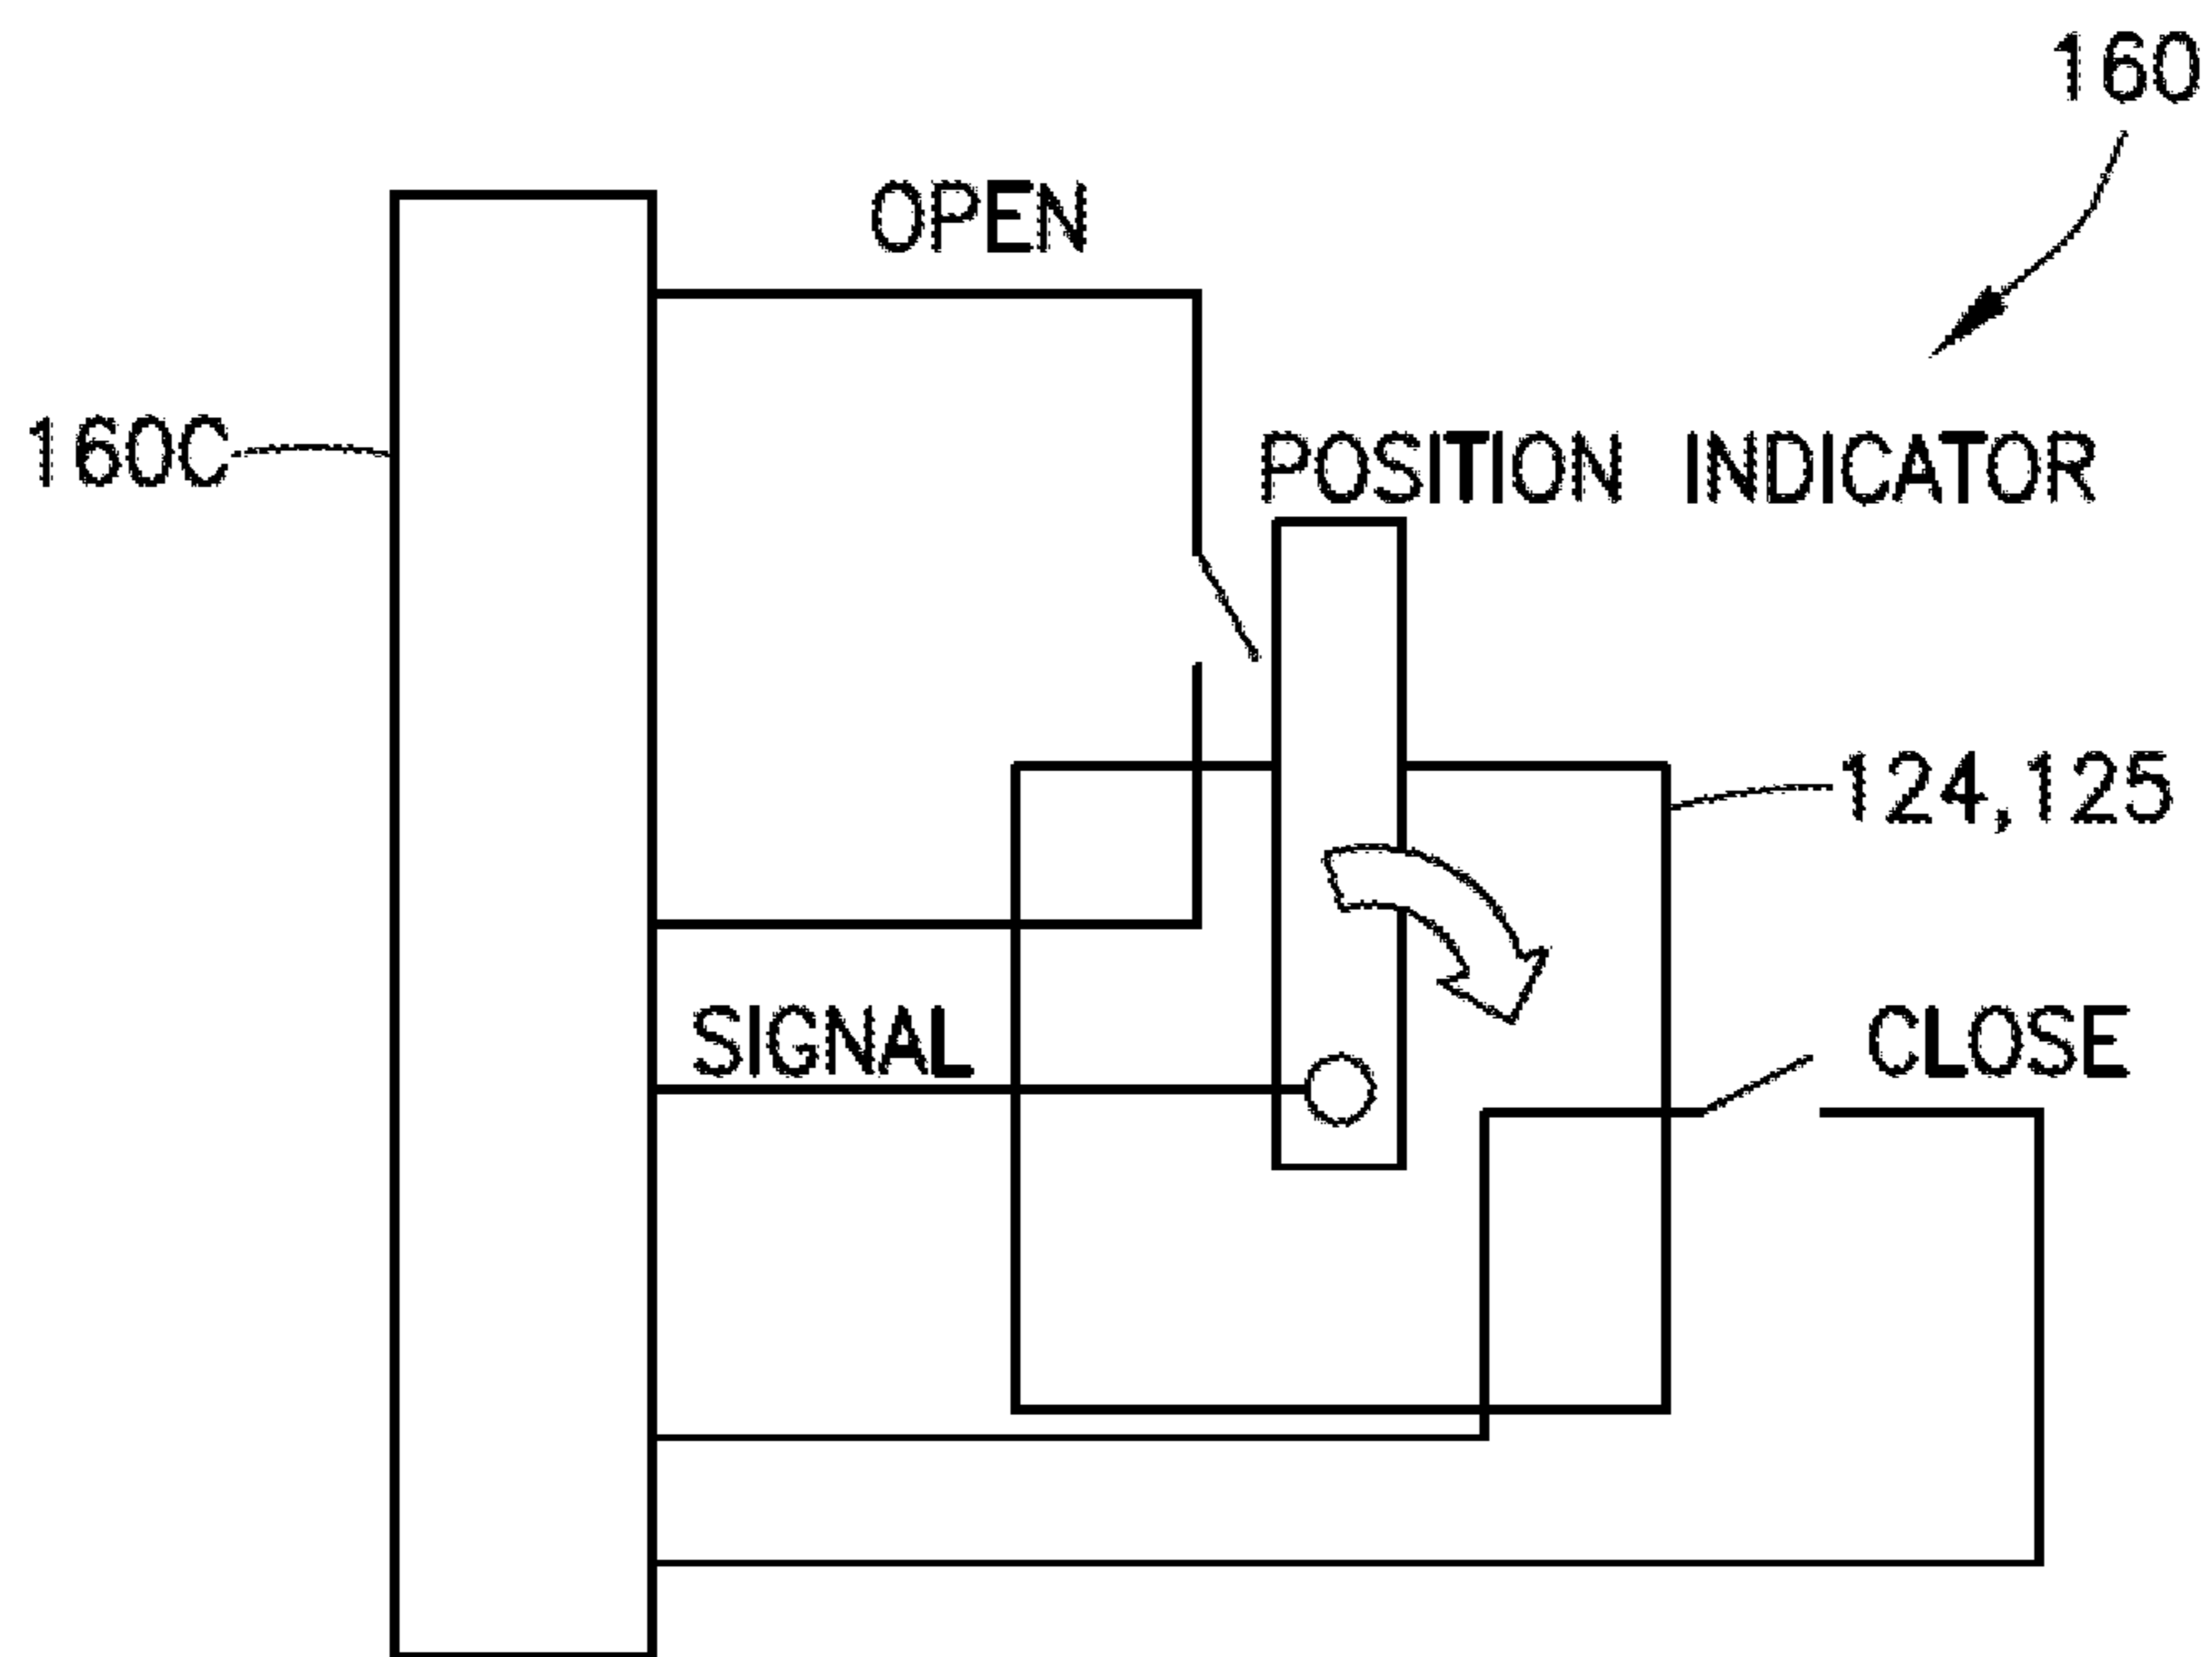 160
OPEN
160C
POSITION INDICATOR
124,125
SIGNAL
CLOSE